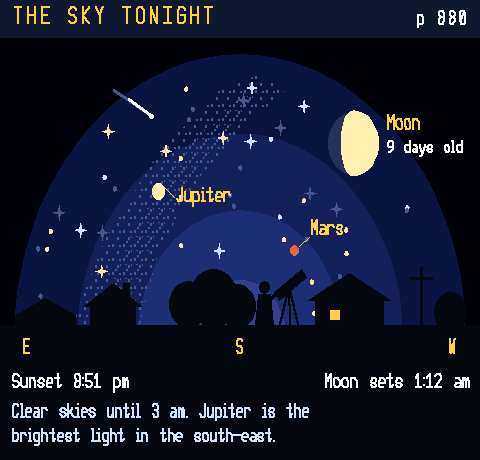 THE SKY TONIGHT
p 880
Moon
9 days old
Jupiter
Mars
E
S
W
Sunset 8:51 pm
Moon sets 1:12 am
Clear skies until 3 am. Jupiter is the
brightest light in the south-east.